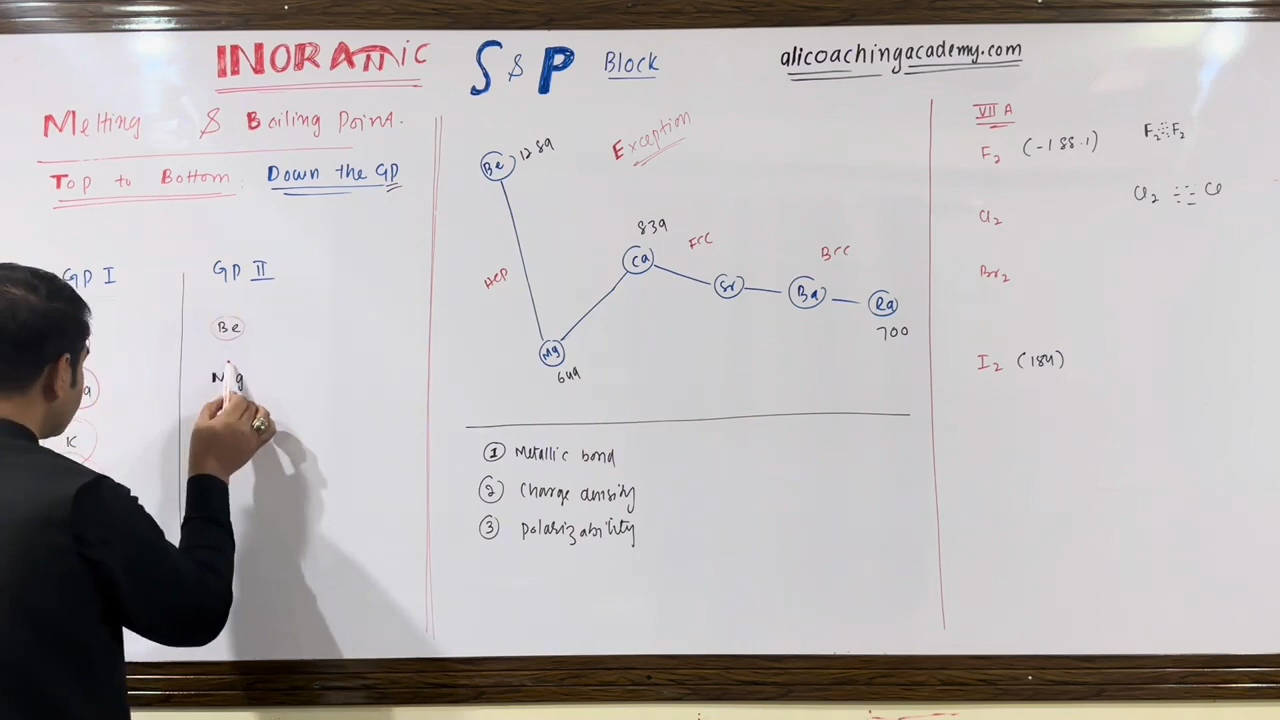 INORAnic S & P Block
alicoachingacademy.com
Melting & Boiling Point.
Top to Bottom: Down the GP
GP I
K
GP II
Be
Mg
Exception
Be 1289
HCP
Mg 649
Ca 839
FCC
Sr
BCC
Ba
Ra
700
① Metallic bond
② Charge density
③ Polarizability
VII A
F₂ (-188.1)
F₂ F₂
Cl₂
Cl₂ Cl
Br₂
I₂ (184)